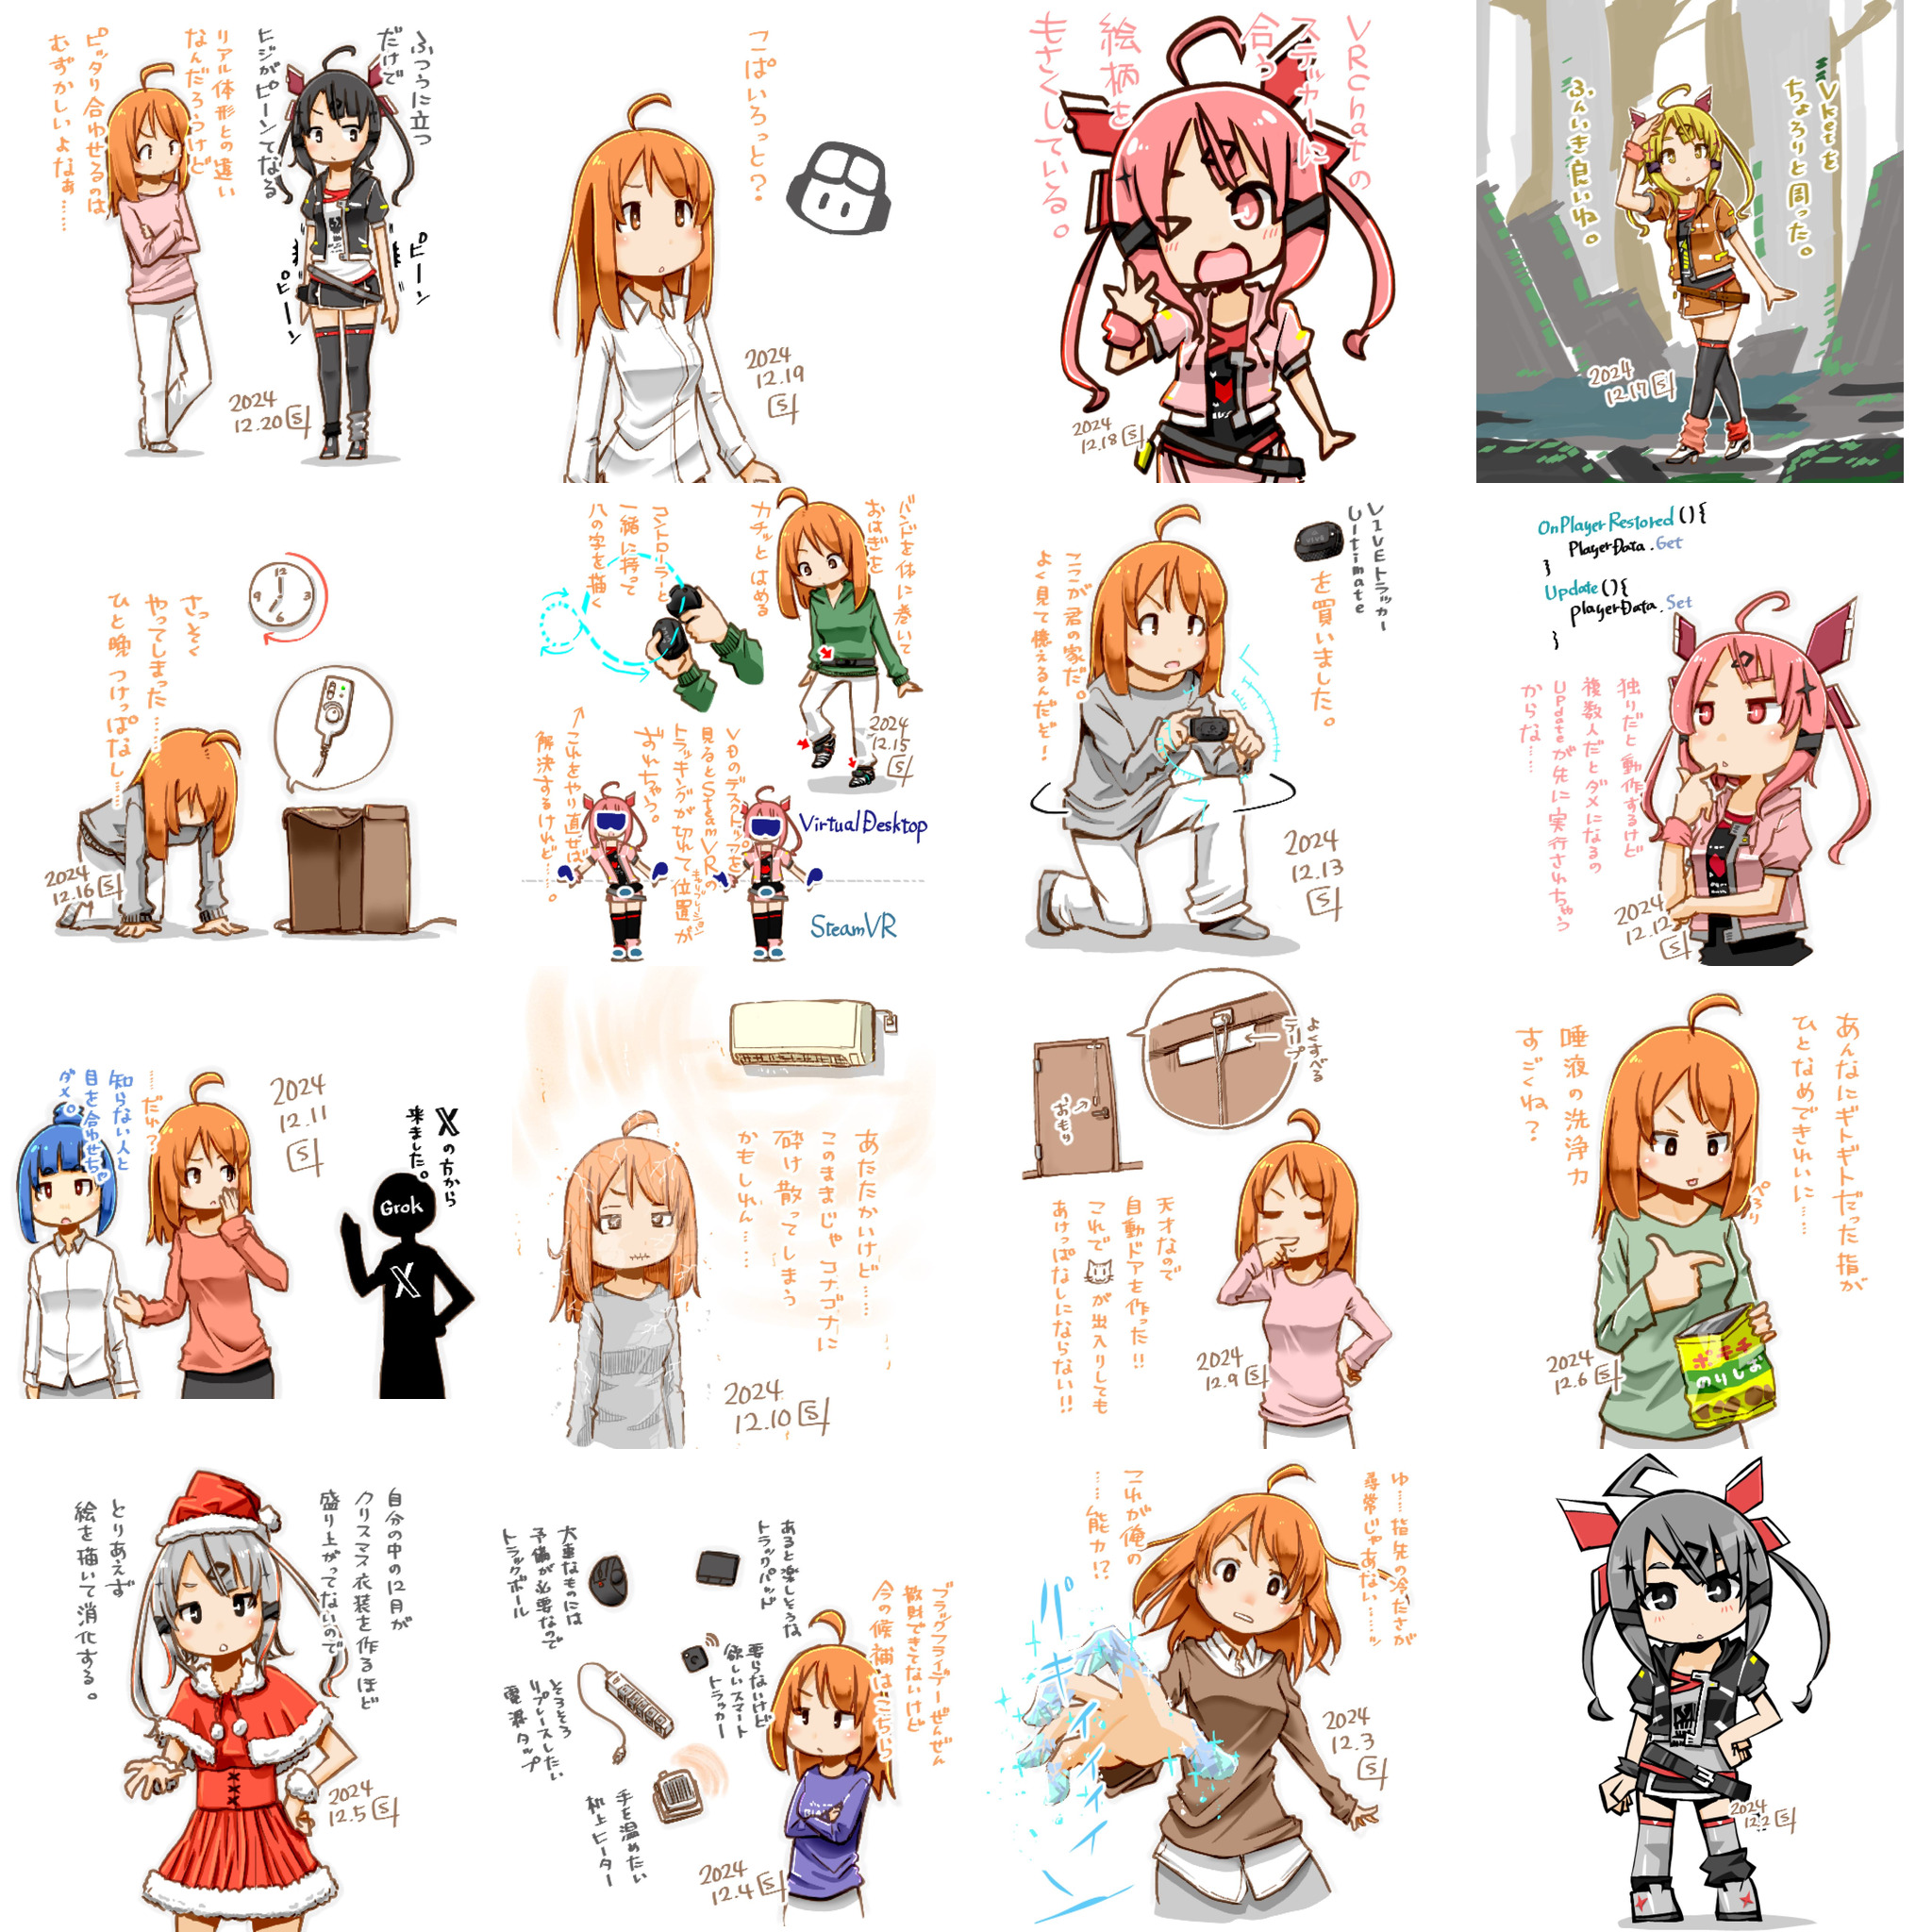 ふつうに立つ
だけで
ヒジがピーンてなる
リアル体形との違い
なんだろうけど
ピッタリ合わせるのは
むずかしいよなぁ……
ピーン
ピーン
2024
12.20 S
こぱいろっと？
2024
12.19
S
VRChatの
ステッカーに
合う
絵柄を
もさくしている。
2024
12.18 S
Vketを
ちょろりと周った。
ふんいき良いね。
2024
12.17 S
12
3
6
9
さっそく
やってしまった……
ひと晩つけっぱなし……
2024
12.16 S
バンドを体に巻いて
おはぎを
カチッとはめる
コントローラーと
一緒に持って
八の字を描く
2024
12.15
S
VDのデスクトップを
見るとSteamVRの
トラッキングが切れて位置が
ずれちゃう。
↑これをやり直せば
解決するけれど……。
VirtualDesktop
SteamVR
VIVEトラッカー
Ultimate
を買いました。
ここが君の家だ。
よく見て憶えるんだぞ！
2024
12.13
S
OnPlayerRestored(){
PlayerData.Get
}
Update(){
playerData.Set
}
独りだと動作するけど
複数人だとダメになるの
Updateが先に実行されちゃう
からな……
2024
12.12
S
Xの方から
来ました。
Grok
X
……だれ？
知らない人と
目を合わせちゃ
ダメ。
2024
12.11
S
あたたかいけど……
このままじゃコナゴナに
砕け散ってしまう
かもしれん……
2024
12.10 S
よくすべる
テープ
おもり
天才なので
自動ドアを作った!!
これで
が出入りしても
あけっぱなしにならない!!
2024
12.9 S
あんなにギトギトだった指が
ひとなめできれいに……
唾液の洗浄力
すごくね？
ぺろり
ポテチ
のりしお
2024
12.6 S
自分の中の12月が
クリスマス衣装を作るほど
盛り上がってないので
とりあえず
絵を描いて消化する。
2024
12.5 S
ブラックフライデーぜんぜん
散財できてないけど
今の候補はこちら
あると楽しそうな
トラックパッド
大事なものには
予備が必要なので
トラックボール
要らないけど
欲しいスマート
トラッカー
そろそろ
リプレースしたい
電源タップ
手を温めたい
机上ヒーター
2024
12.4 S
ゆ……指先の冷たさが
尋常じゃあない……ッ
これが俺の
……能力!?
パキイイイイン
2024
12.3
S
2024
12.2 S